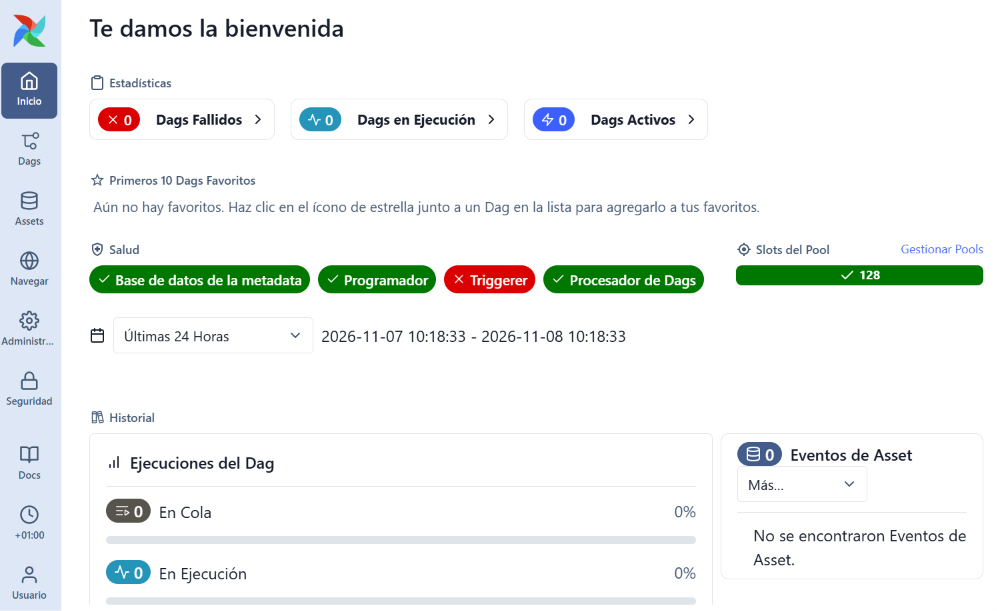 Te damos la bienvenida
Inicio
Dags
Assets
Navegar
Administr...
Seguridad
Docs
+01:00
Usuario
Estadísticas
0 Dags Fallidos
0 Dags en Ejecución
0 Dags Activos
Primeros 10 Dags Favoritos
Aún no hay favoritos. Haz clic en el ícono de estrella junto a un Dag en la lista para agregarlo a tus favoritos.
Salud
Base de datos de la metadata
Programador
Triggerer
Procesador de Dags
Slots del Pool
Gestionar Pools
128
Últimas 24 Horas
2026-11-07 10:18:33 - 2026-11-08 10:18:33
Historial
Ejecuciones del Dag
0 En Cola 0%
0 En Ejecución 0%
0 Eventos de Asset
Más...
No se encontraron Eventos de
Asset.